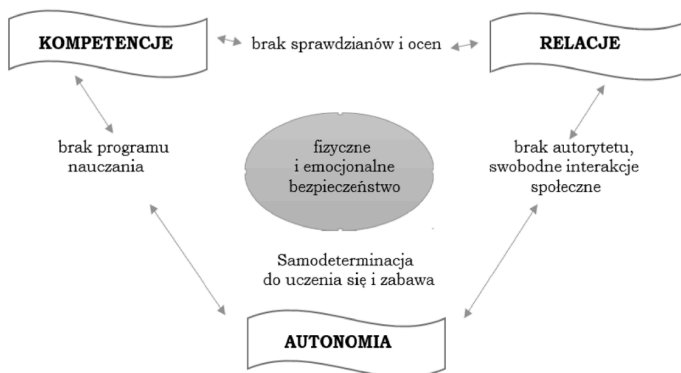 KOMPETENCJE
brak sprawdzianów i ocen
RELACJE
brak programu
nauczania
fizyczne
i emocjonalne
bezpieczeństwo
brak autorytetu,
swobodne interakcje
społeczne
Samodeterminacja
do uczenia się i zabawa
AUTONOMIA